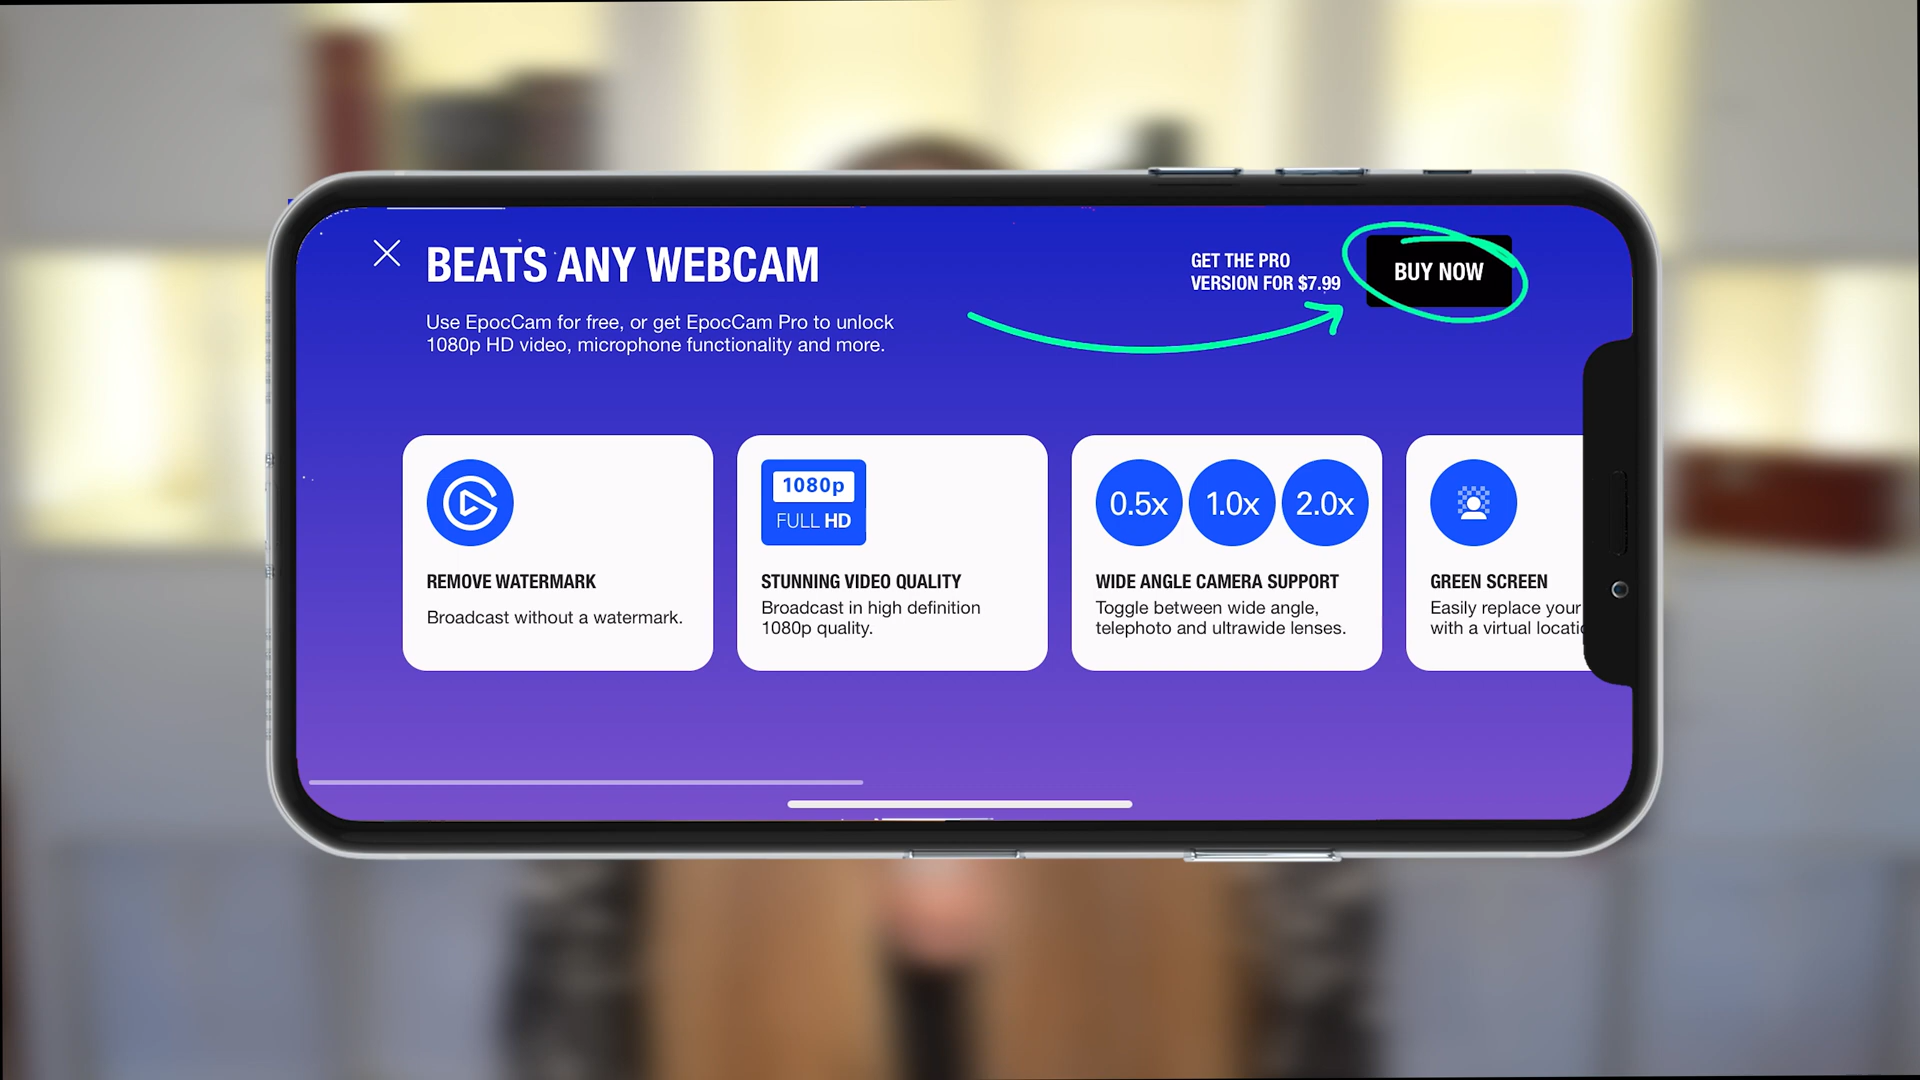 BEATS ANY WEBCAM
Use EpocCam for free, or get EpocCam Pro to unlock
1080p HD video, microphone functionality and more.
GET THE PRO
VERSION FOR $7.99
BUY NOW
REMOVE WATERMARK
Broadcast without a watermark.
1080p
FULL HD
STUNNING VIDEO QUALITY
Broadcast in high definition
1080p quality.
0.5x 1.0x 2.0x
WIDE ANGLE CAMERA SUPPORT
Toggle between wide angle,
telephoto and ultrawide lenses.
GREEN SCREEN
Easily replace your
with a virtual